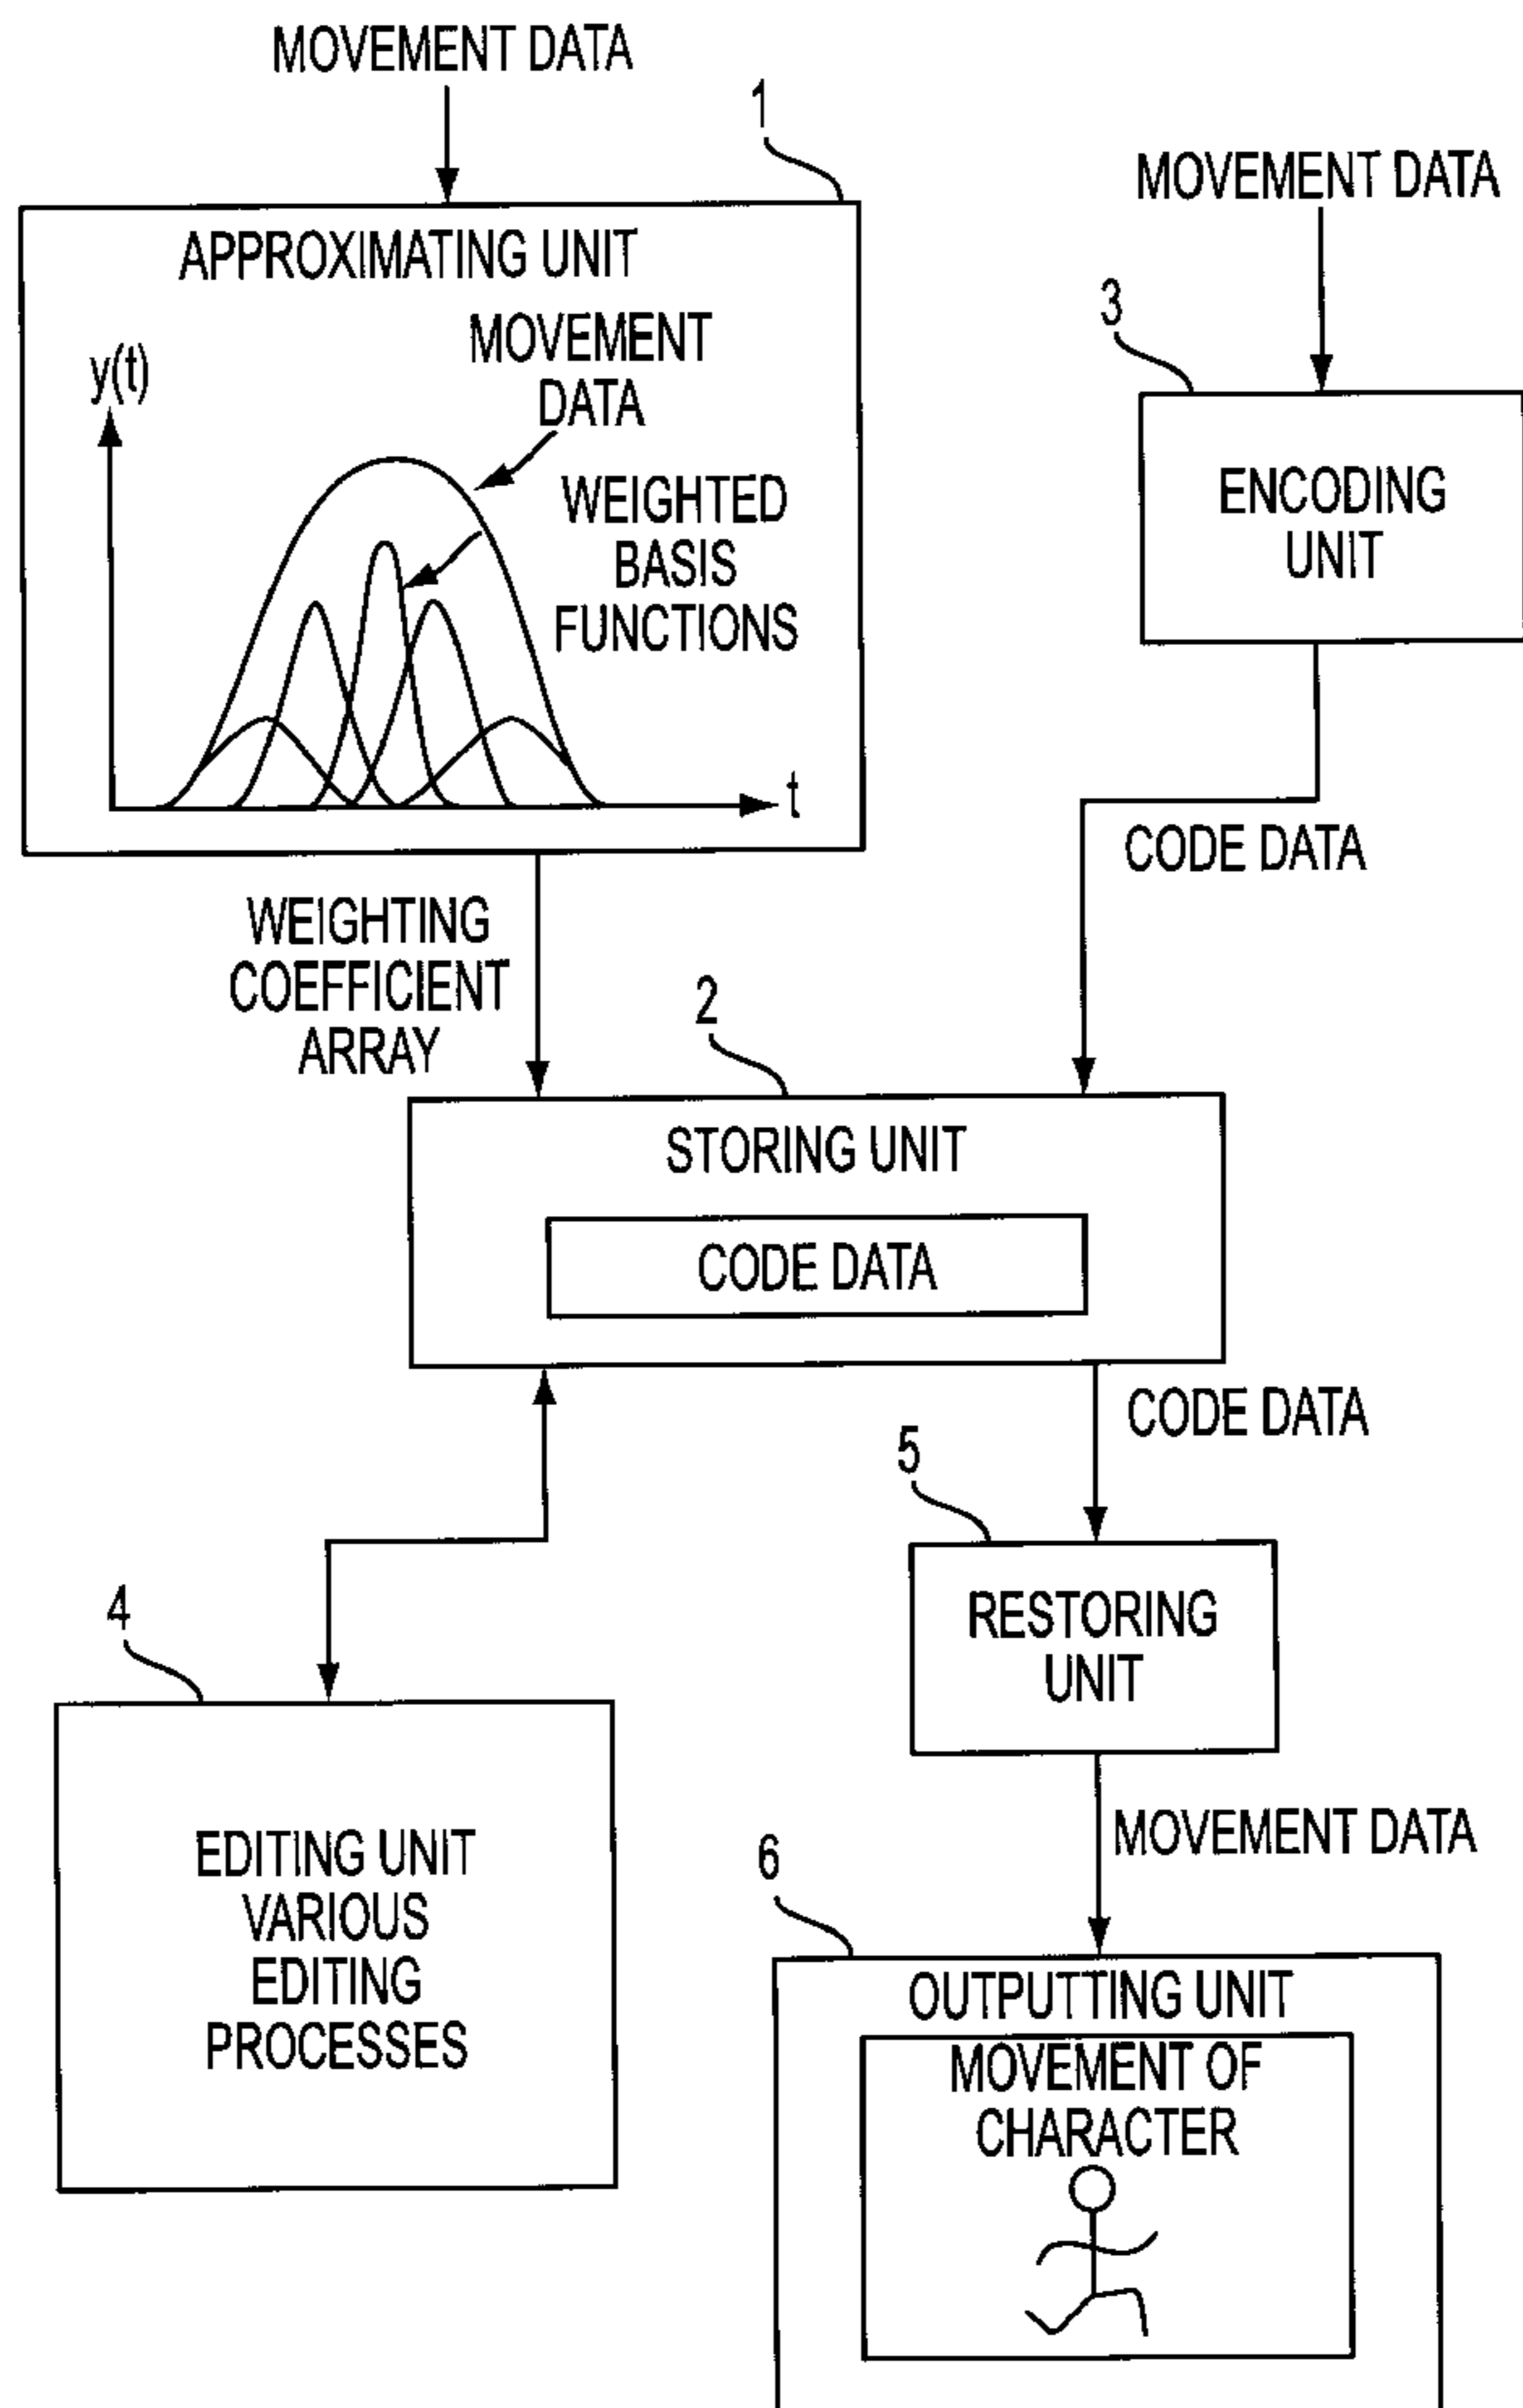 MOVEMENT DATA
1
APPROXIMATING UNIT
y(t)
MOVEMENT
DATA
WEIGHTED
BASIS
FUNCTIONS
t
MOVEMENT DATA
3
ENCODING
UNIT
CODE DATA
WEIGHTING
COEFFICIENT
ARRAY
2
STORING UNIT
CODE DATA
CODE DATA
5
RESTORING
UNIT
4
EDITING UNIT
VARIOUS
EDITING
PROCESSES
MOVEMENT DATA
6
OUTPUTTING UNIT
MOVEMENT OF
CHARACTER